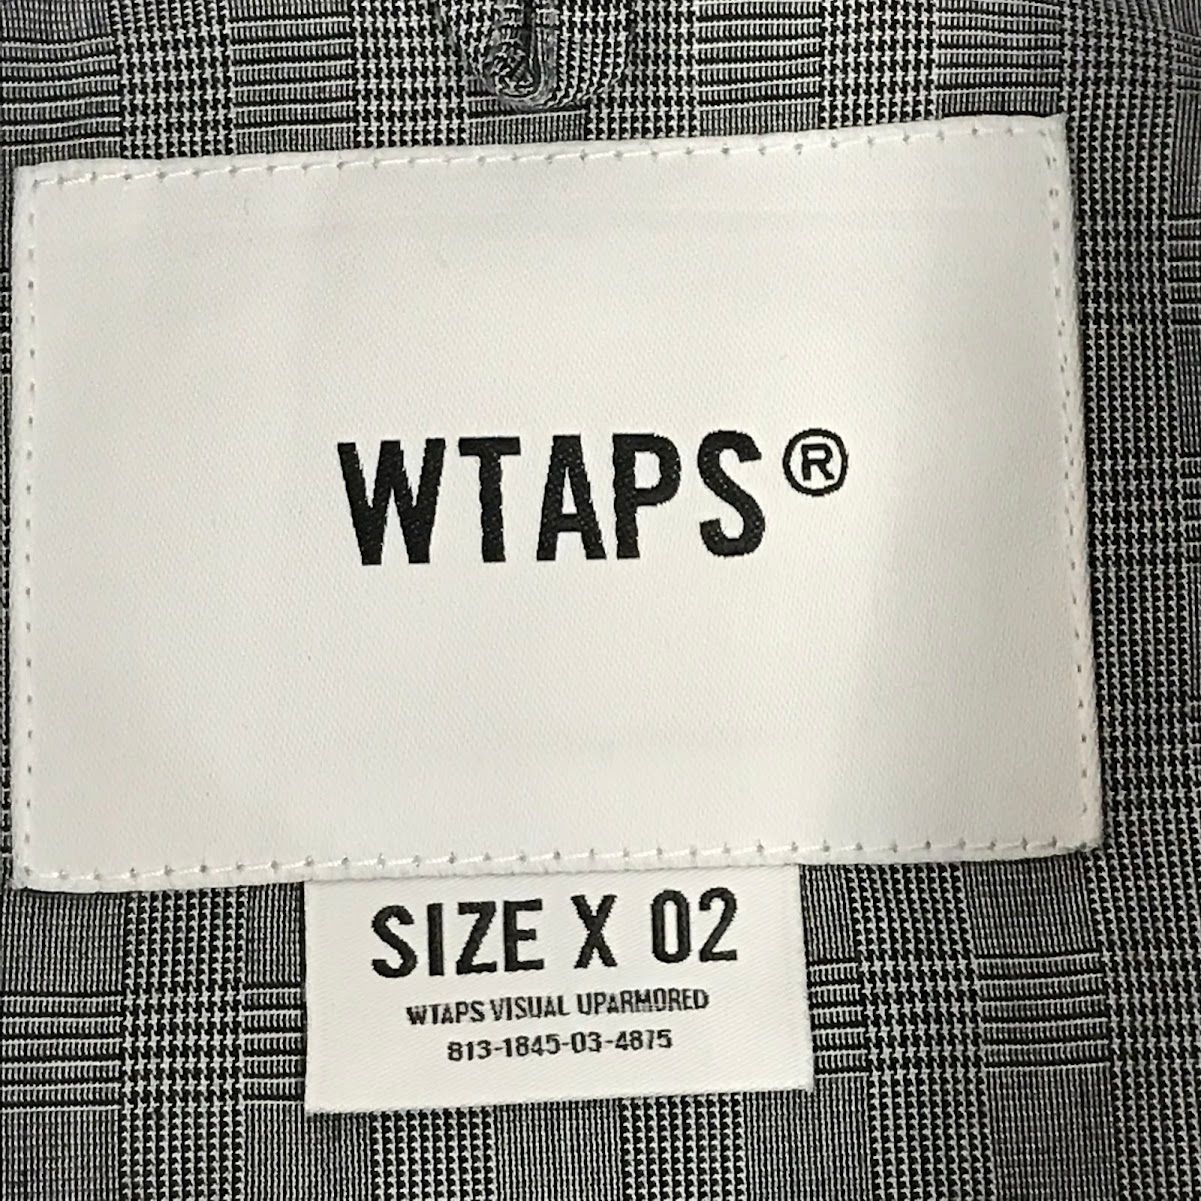 WTAPS®
SIZE X 02
WTAPS VISUAL UPARMORED
813-1845-03-4875